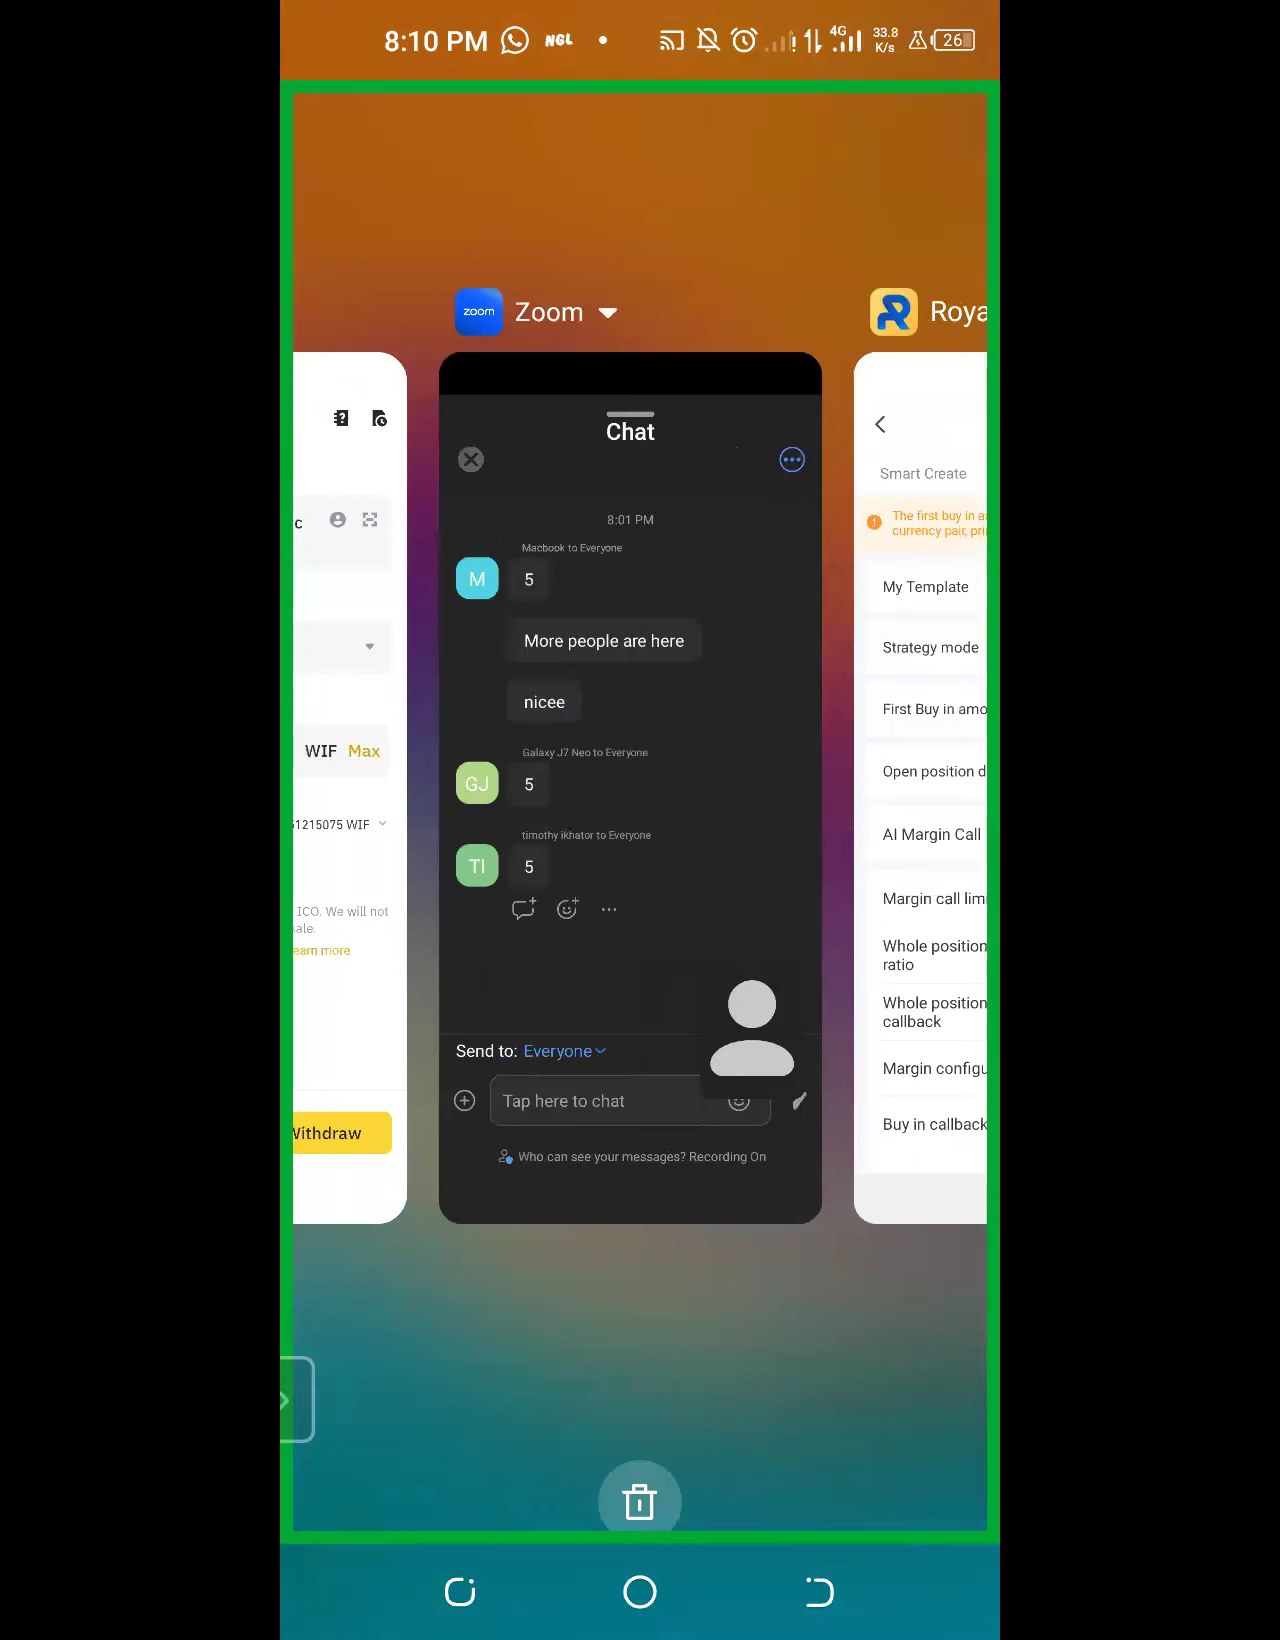 8:10 PM
NGL
4G
33.8
K/s
26
zoom
Zoom
Roya
Chat
8:01 PM
Macbook to Everyone
M
5
More people are here
nicee
Galaxy J7 Neo to Everyone
GJ
5
timothy ikhator to Everyone
TI
5
Send to: Everyone
Tap here to chat
Who can see your messages? Recording On
c
WIF Max
51215075 WIF
ICO. We will not
ale.
earn more
Withdraw
Smart Create
The first buy in a
currency pair, pri
My Template
Strategy mode
First Buy in amo
Open position d
AI Margin Call
Margin call limi
Whole position
ratio
Whole position
callback
Margin configu
Buy in callback